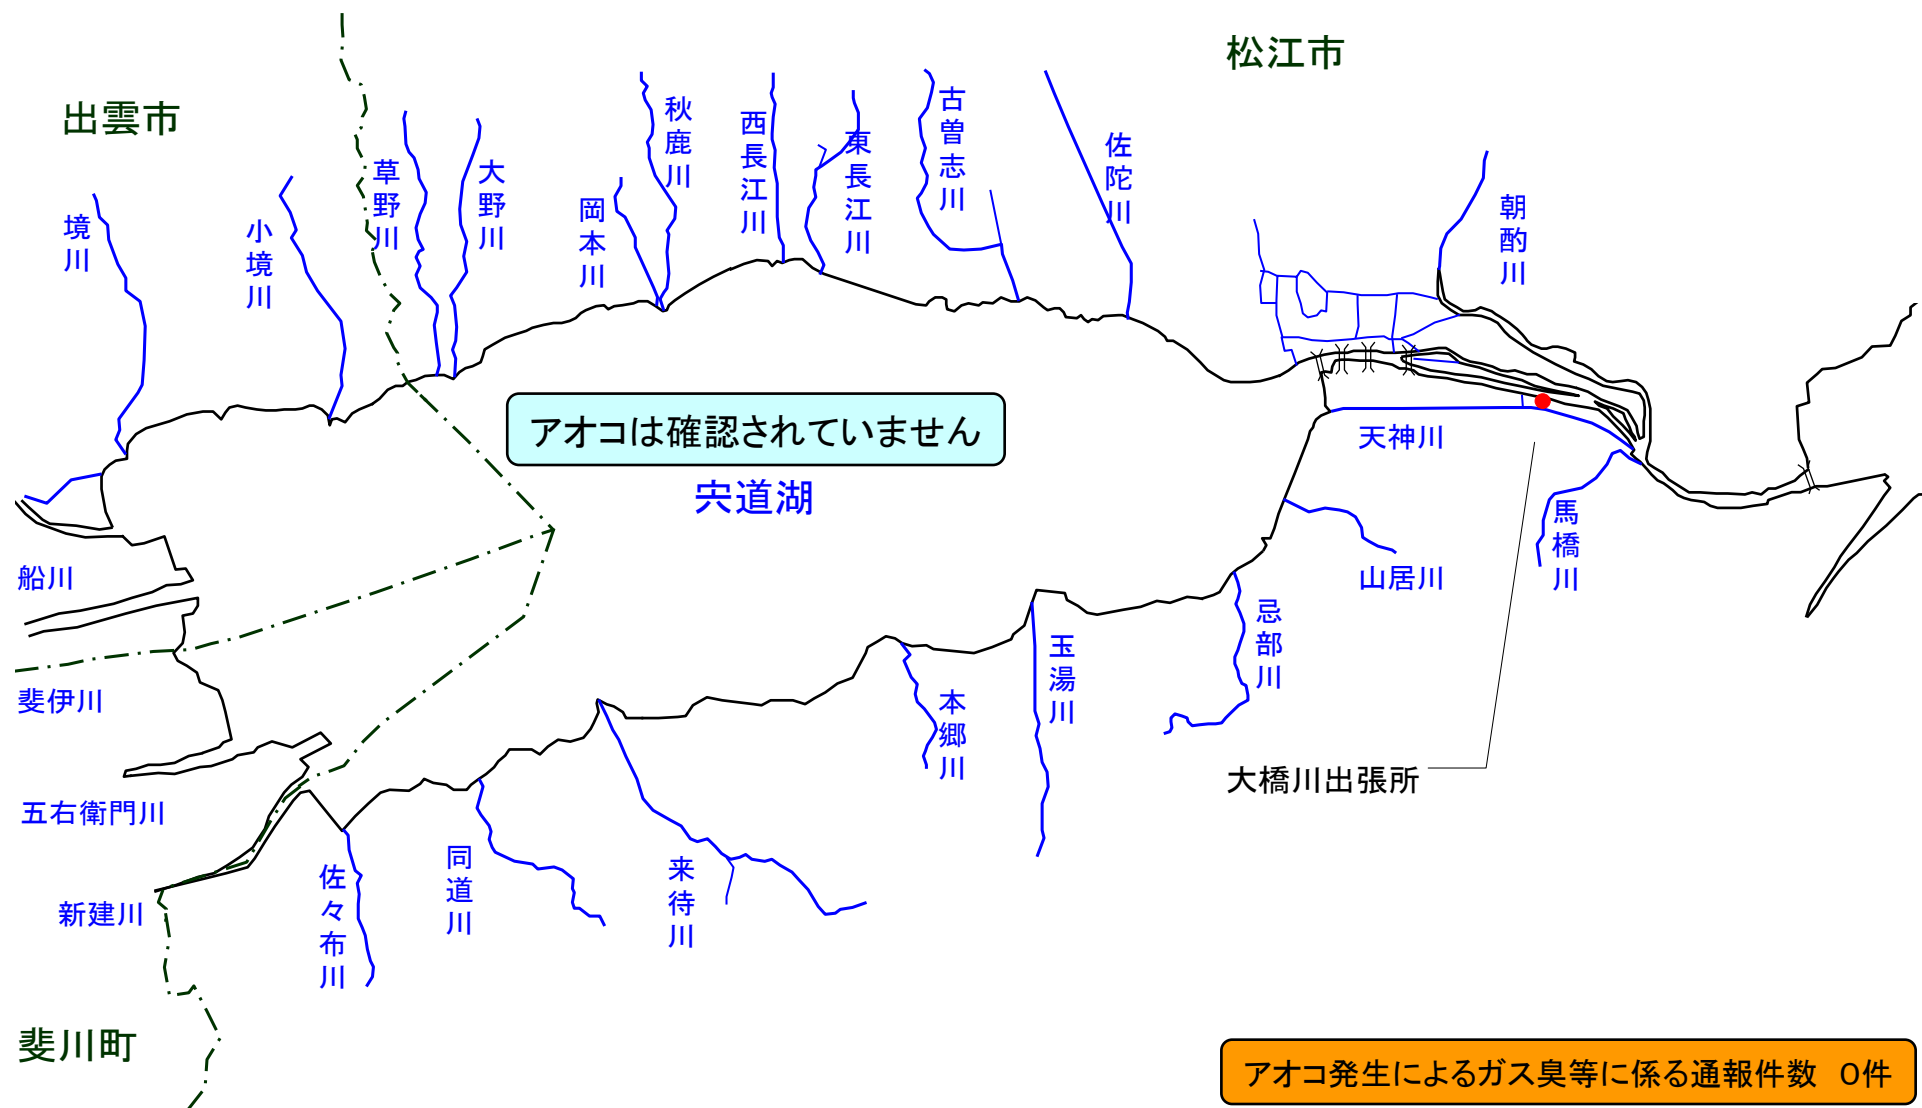 松江市
出雲市
秋鹿川
西長江川
東長江川
古曽志川
佐陀川
草野川
大野川
岡本川
境川
小境川
朝酌川
アオコは確認されていません
天神川
宍道湖
馬橋川
船川
山居川
忌部川
玉湯川
斐伊川
本郷川
大橋川出張所
五右衛門川
佐々布川
同道川
来待川
新建川
斐川町
アオコ発生によるガス臭等に係る通報件数 0件